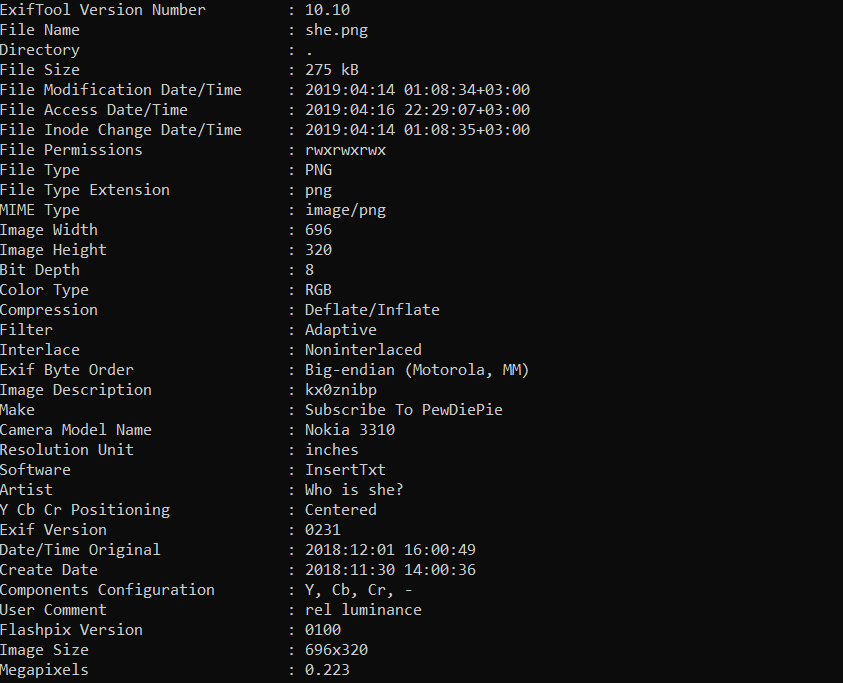 ExifTool Version Number         : 10.10
File Name                       : she.png
Directory                       : .
File Size                       : 275 kB
File Modification Date/Time     : 2019:04:14 01:08:34+03:00
File Access Date/Time           : 2019:04:16 22:29:07+03:00
File Inode Change Date/Time     : 2019:04:14 01:08:35+03:00
File Permissions                : rwxrwxrwx
File Type                       : PNG
File Type Extension             : png
MIME Type                       : image/png
Image Width                     : 696
Image Height                    : 320
Bit Depth                       : 8
Color Type                      : RGB
Compression                     : Deflate/Inflate
Filter                          : Adaptive
Interlace                       : Noninterlaced
Exif Byte Order                 : Big-endian (Motorola, MM)
Image Description               : kx0znibp
Make                            : Subscribe To PewDiePie
Camera Model Name               : Nokia 3310
Resolution Unit                 : inches
Software                        : InsertTxt
Artist                          : Who is she?
Y Cb Cr Positioning             : Centered
Exif Version                    : 0231
Date/Time Original              : 2018:12:01 16:00:49
Create Date                     : 2018:11:30 14:00:36
Components Configuration        : Y, Cb, Cr, -
User Comment                    : rel luminance
Flashpix Version                : 0100
Image Size                      : 696x320
Megapixels                      : 0.223